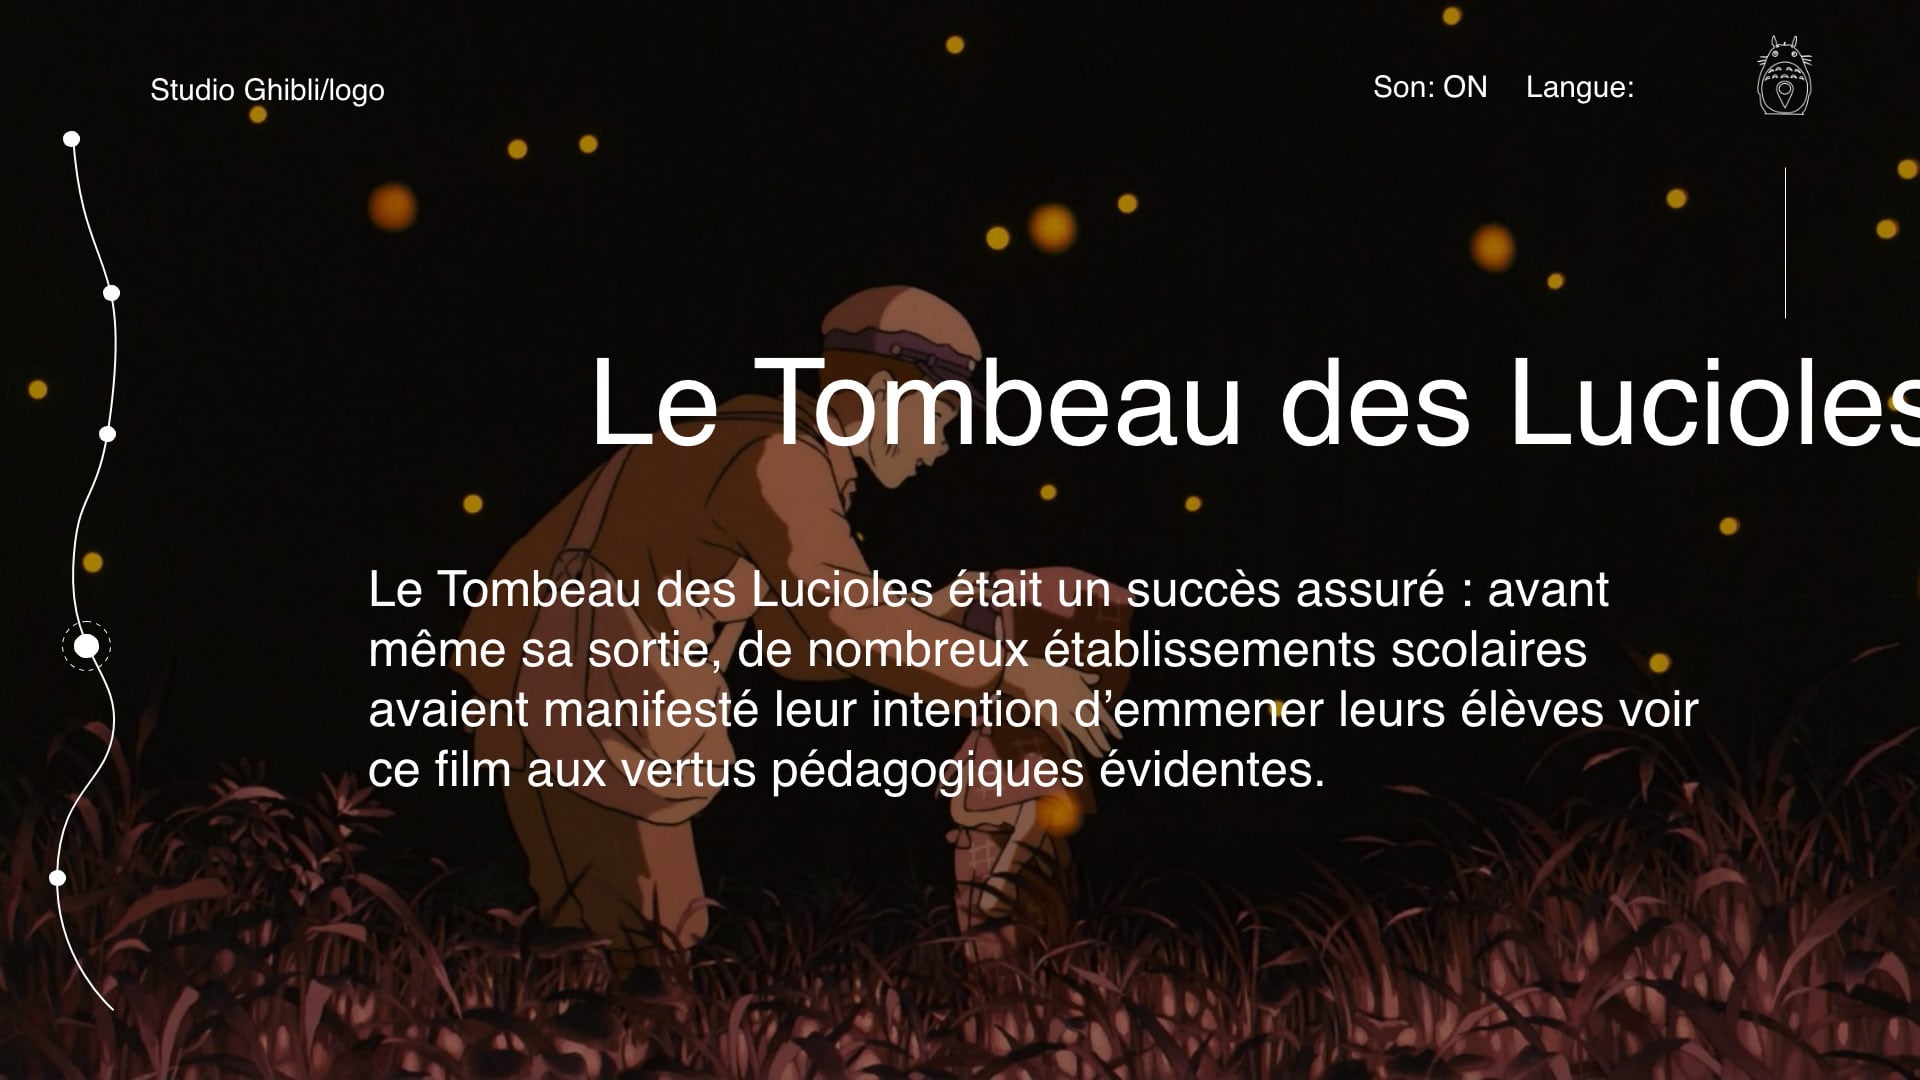 Studio Ghibli/logo
Son: ON
Langue:
Le Tombeau des Lucioles
Le Tombeau des Lucioles était un succès assuré : avant
même sa sortie, de nombreux établissements scolaires
avaient manifesté leur intention d’emmener leurs élèves voir
ce film aux vertus pédagogiques évidentes.